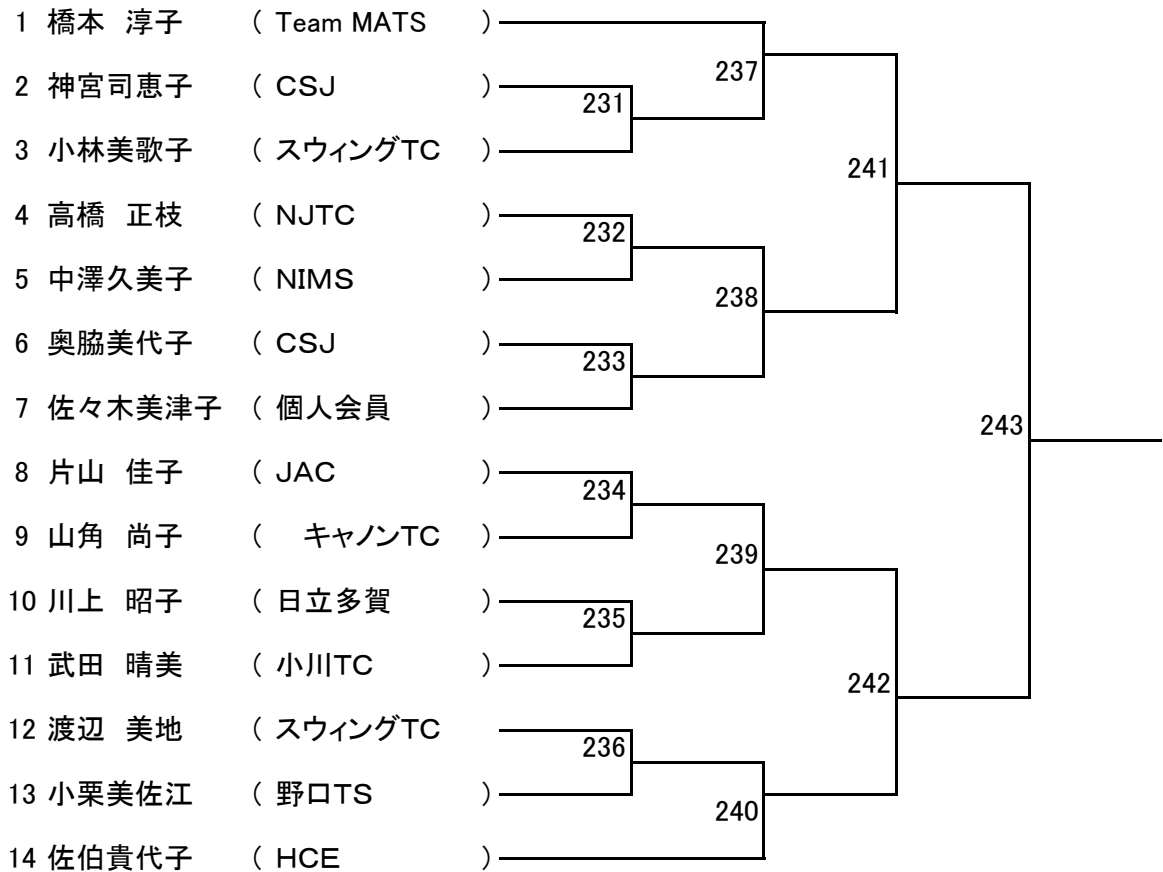 1 橋本 淳子 ( Team MATS )
237
2 神宮司恵子 ( CSJ )
231
3 小林美歌子 ( スウィングTC )
241
4 高橋 正枝 ( NJTC )
232
5 中澤久美子 ( NIMS )
238
6 奥脇美代子 ( CSJ )
233
7 佐々木美津子 ( 個人会員 )
243
8 片山 佳子 ( JAC )
234
9 山角 尚子 ( キャノンTC )
239
10 川上 昭子 ( 日立多賀 )
235
11 武田 晴美 ( 小川TC )
242
12 渡辺 美地 ( スウィングTC
236
13 小栗美佐江 ( 野口TS )
240
14 佐伯貴代子 ( HCE )